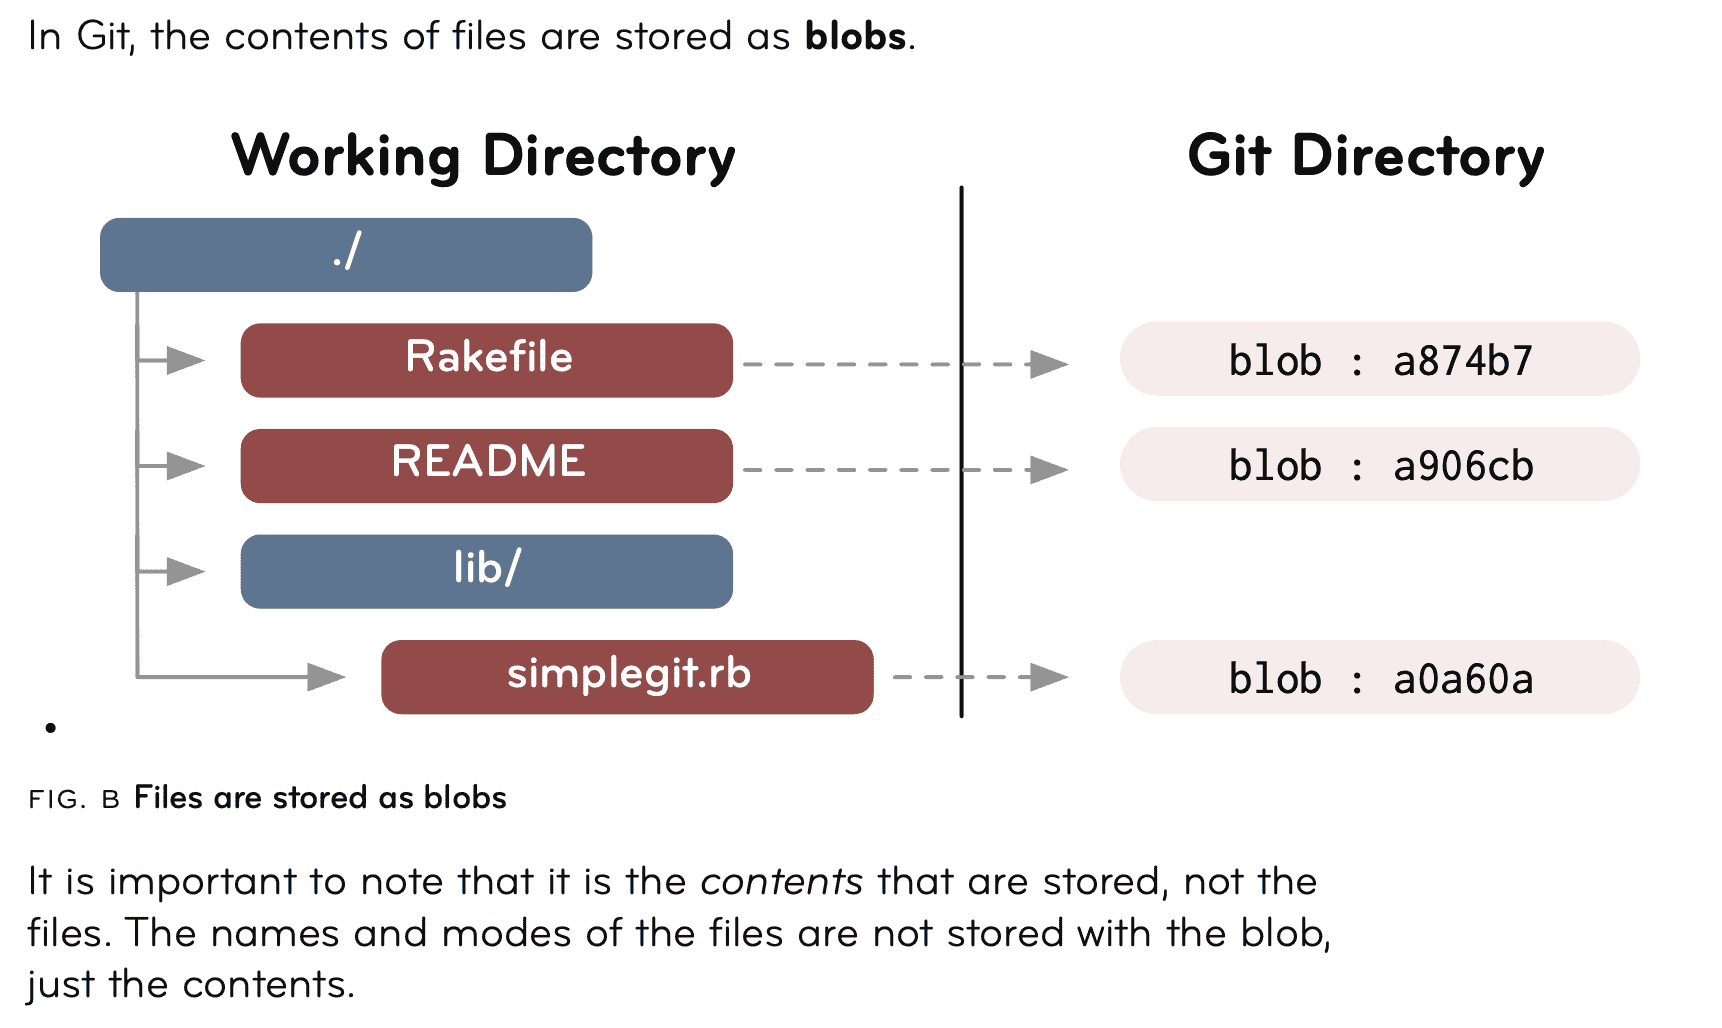 In Git, the contents of files are stored as blobs.
Working Directory
Git Directory
./
Rakefile
blob : a874b7
README
blob : a906cb
lib/
simplegit.rb
blob : a0a60a
FIG. B Files are stored as blobs
It is important to note that it is the contents that are stored, not the
files. The names and modes of the files are not stored with the blob,
just the contents.